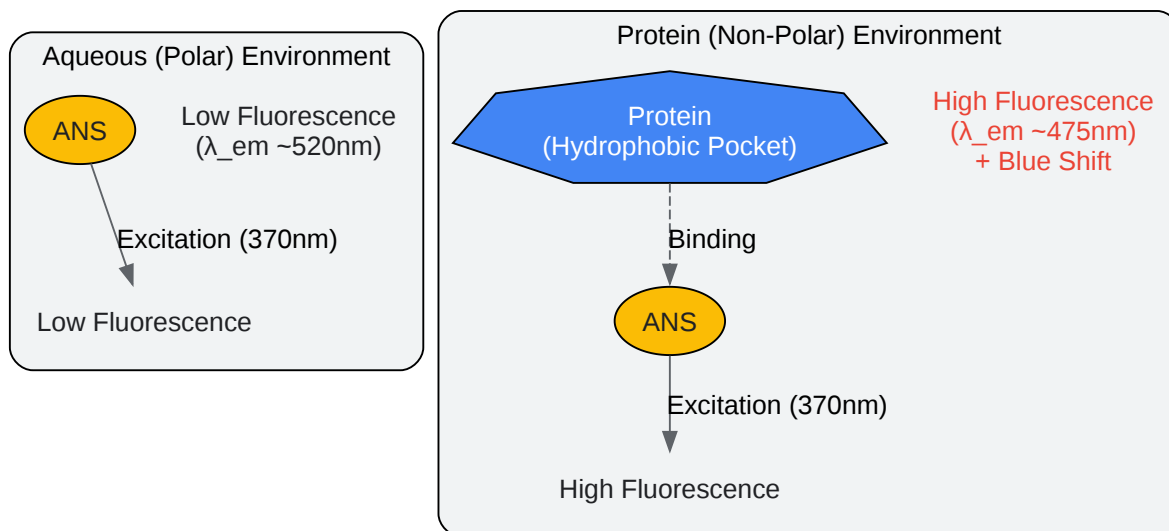 Aqueous (Polar) Environment
ANS
Low Fluorescence
(λ_em ~520nm)
Excitation (370nm)
Low Fluorescence
Protein (Non-Polar) Environment
Protein
(Hydrophobic Pocket)
High Fluorescence
(λ_em ~475nm)
+ Blue Shift
Binding
ANS
Excitation (370nm)
High Fluorescence